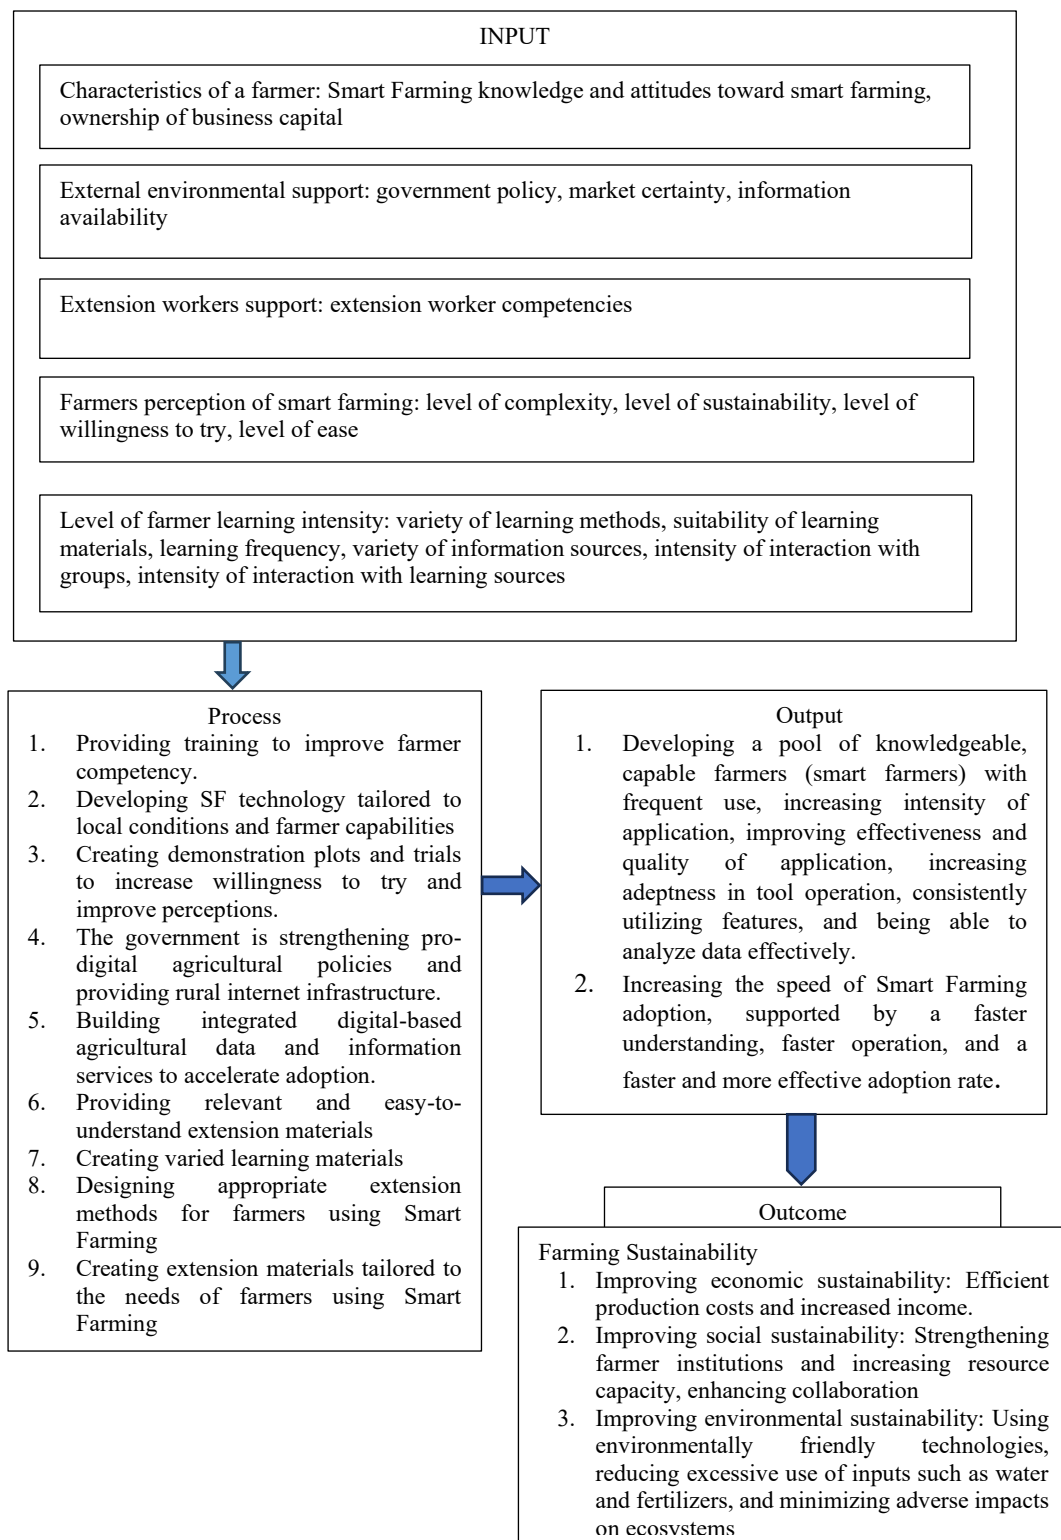 INPUT
Characteristics of a farmer: Smart Farming knowledge and attitudes toward smart farming,
ownership of business capital
External environmental support: government policy, market certainty, information
availability
Extension workers support: extension worker competencies
Farmers perception of smart farming: level of complexity, level of sustainability, level of
willingness to try, level of ease
Level of farmer learning intensity: variety of learning methods, suitability of learning
materials, learning frequency, variety of information sources, intensity of interaction with
groups, intensity of interaction with learning sources
Process
1. Providing training to improve farmer
competency.
2. Developing SF technology tailored to
local conditions and farmer capabilities
3. Creating demonstration plots and trials
to increase willingness to try and
improve perceptions.
4. The government is strengthening pro-
digital agricultural policies and
providing rural internet infrastructure.
5. Building integrated digital-based
agricultural data and information
services to accelerate adoption.
6. Providing relevant and easy-to-
understand extension materials
7. Creating varied learning materials
8. Designing appropriate extension
methods for farmers using Smart
Farming
9. Creating extension materials tailored to
the needs of farmers using Smart
Farming
Output
1. Developing a pool of knowledgeable,
capable farmers (smart farmers) with
frequent use, increasing intensity of
application, improving effectiveness and
quality of application, increasing
adeptness in tool operation, consistently
utilizing features, and being able to
analyze data effectively.
2. Increasing the speed of Smart Farming
adoption, supported by a faster
understanding, faster operation, and a
faster and more effective adoption rate.
Outcome
Farming Sustainability
1. Improving economic sustainability: Efficient
production costs and increased income.
2. Improving social sustainability: Strengthening
farmer institutions and increasing resource
capacity, enhancing collaboration
3. Improving environmental sustainability: Using
environmentally friendly technologies,
reducing excessive use of inputs such as water
and fertilizers, and minimizing adverse impacts
on ecosystems